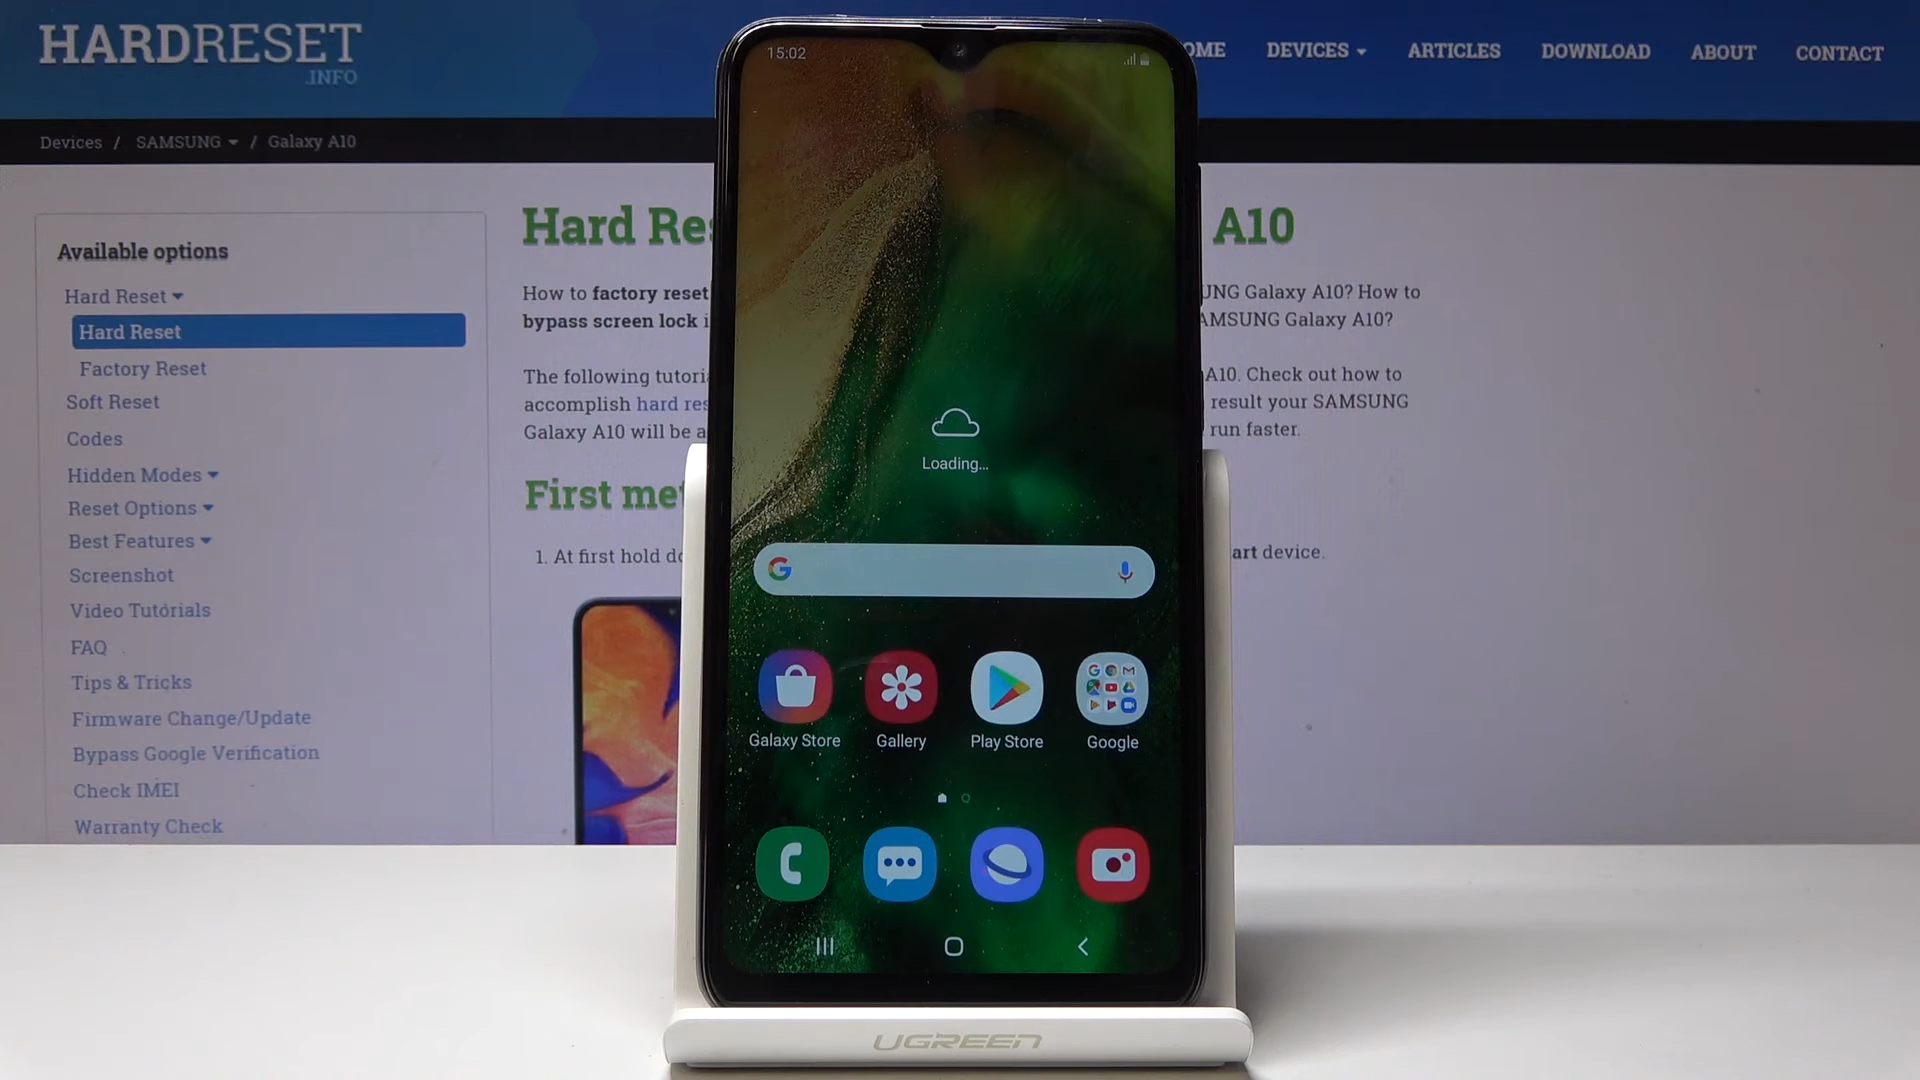 HARDRESET
.INFO
OME DEVICES ARTICLES DOWNLOAD ABOUT CONTACT
Devices / SAMSUNG / Galaxy A10
Available options
Hard Reset
Hard Reset
Factory Reset
Soft Reset
Codes
Hidden Modes
Reset Options
Best Features
Screenshot
Video Tutorials
FAQ
Tips & Tricks
Firmware Change/Update
Bypass Google Verification
Check IMEI
Warranty Check
Hard Re A10
How to factory reset UNG Galaxy A10? How to
bypass screen lock AMSUNG Galaxy A10?
The following tutori A10. Check out how to
accomplish hard res result your SAMSUNG
Galaxy A10 will be a run faster.
First me
1. At first hold do art device.
15:02
Loading...
Galaxy Store Gallery Play Store Google
UGREEN